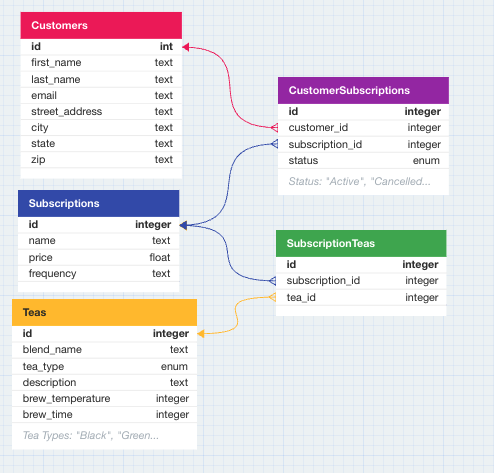 Customers
id int
first_name text
last_name text
email text
street_address text
city text
state text
zip text
CustomerSubscriptions
id integer
customer_id integer
subscription_id integer
status enum
Status: "Active", "Cancelled...
Subscriptions
id integer
name text
price float
frequency text
SubscriptionTeas
id integer
subscription_id integer
tea_id integer
Teas
id integer
blend_name text
tea_type enum
description text
brew_temperature integer
brew_time integer
Tea Types: "Black", "Green...